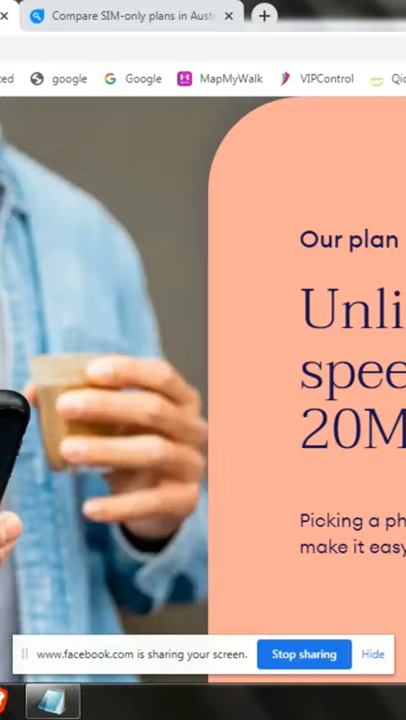 Compare SIM-only plans in Aust
google
Google
MapMyWalk
VIPControl
Our plan
Unli
spee
20M
Picking a ph
make it easy
www.facebook.com is sharing your screen.
Stop sharing
Hide